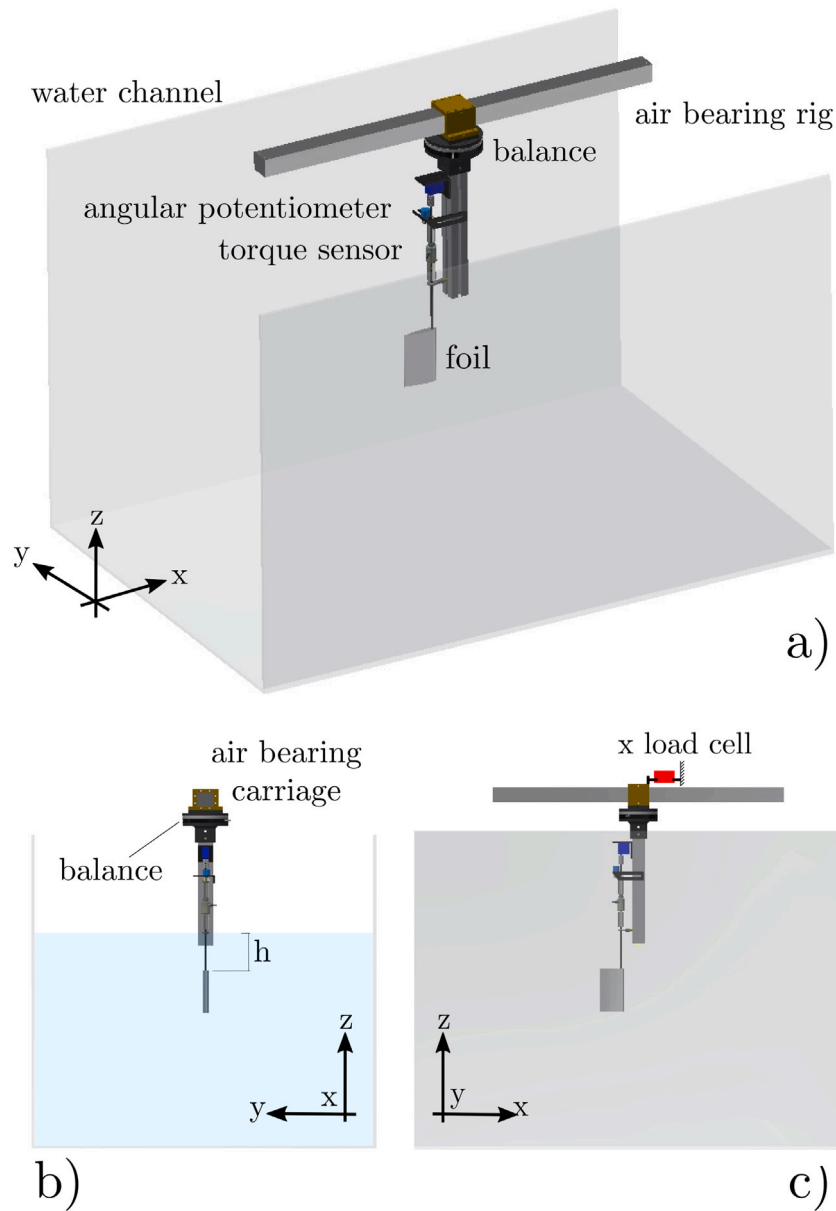 water channel
air bearing rig
balance
angular potentiometer
torque sensor
foil
z
y
x
a)
air bearing
carriage
balance
h
z
x
y
b)
x load cell
z
y
x
c)